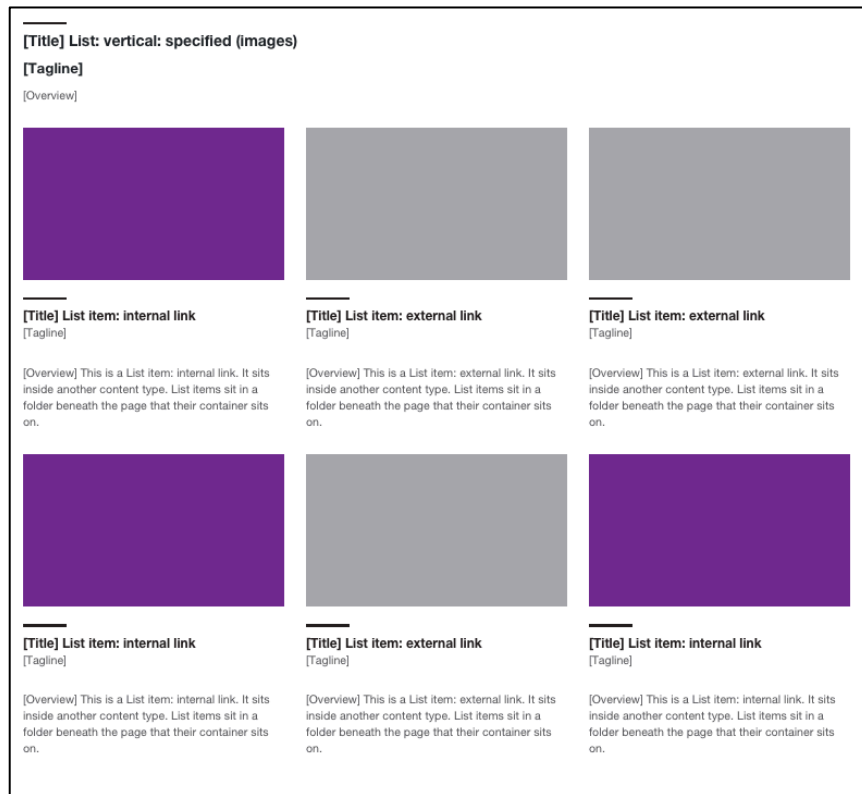 [Title] List: vertical: specified (images)
[Tagline]
[Overview]
[Title] List item: internal link
[Tagline]
[Overview] This is a List item: internal link. It sits
inside another content type. List items sit in a
folder beneath the page that their container sits
on.
[Title] List item: external link
[Tagline]
[Overview] This is a List item: external link. It sits
inside another content type. List items sit in a
folder beneath the page that their container sits
on.
[Title] List item: external link
[Tagline]
[Overview] This is a List item: external link. It sits
inside another content type. List items sit in a
folder beneath the page that their container sits
on.
[Title] List item: internal link
[Tagline]
[Overview] This is a List item: internal link. It sits
inside another content type. List items sit in a
folder beneath the page that their container sits
on.
[Title] List item: external link
[Tagline]
[Overview] This is a List item: external link. It sits
inside another content type. List items sit in a
folder beneath the page that their container sits
on.
[Title] List item: internal link
[Tagline]
[Overview] This is a List item: internal link. It sits
inside another content type. List items sit in a
folder beneath the page that their container sits
on.